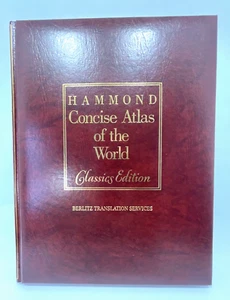 HAMMOND
Concise Atlas
of the
World
Classics Edition
BERLITZ TRANSLATION SERVICES